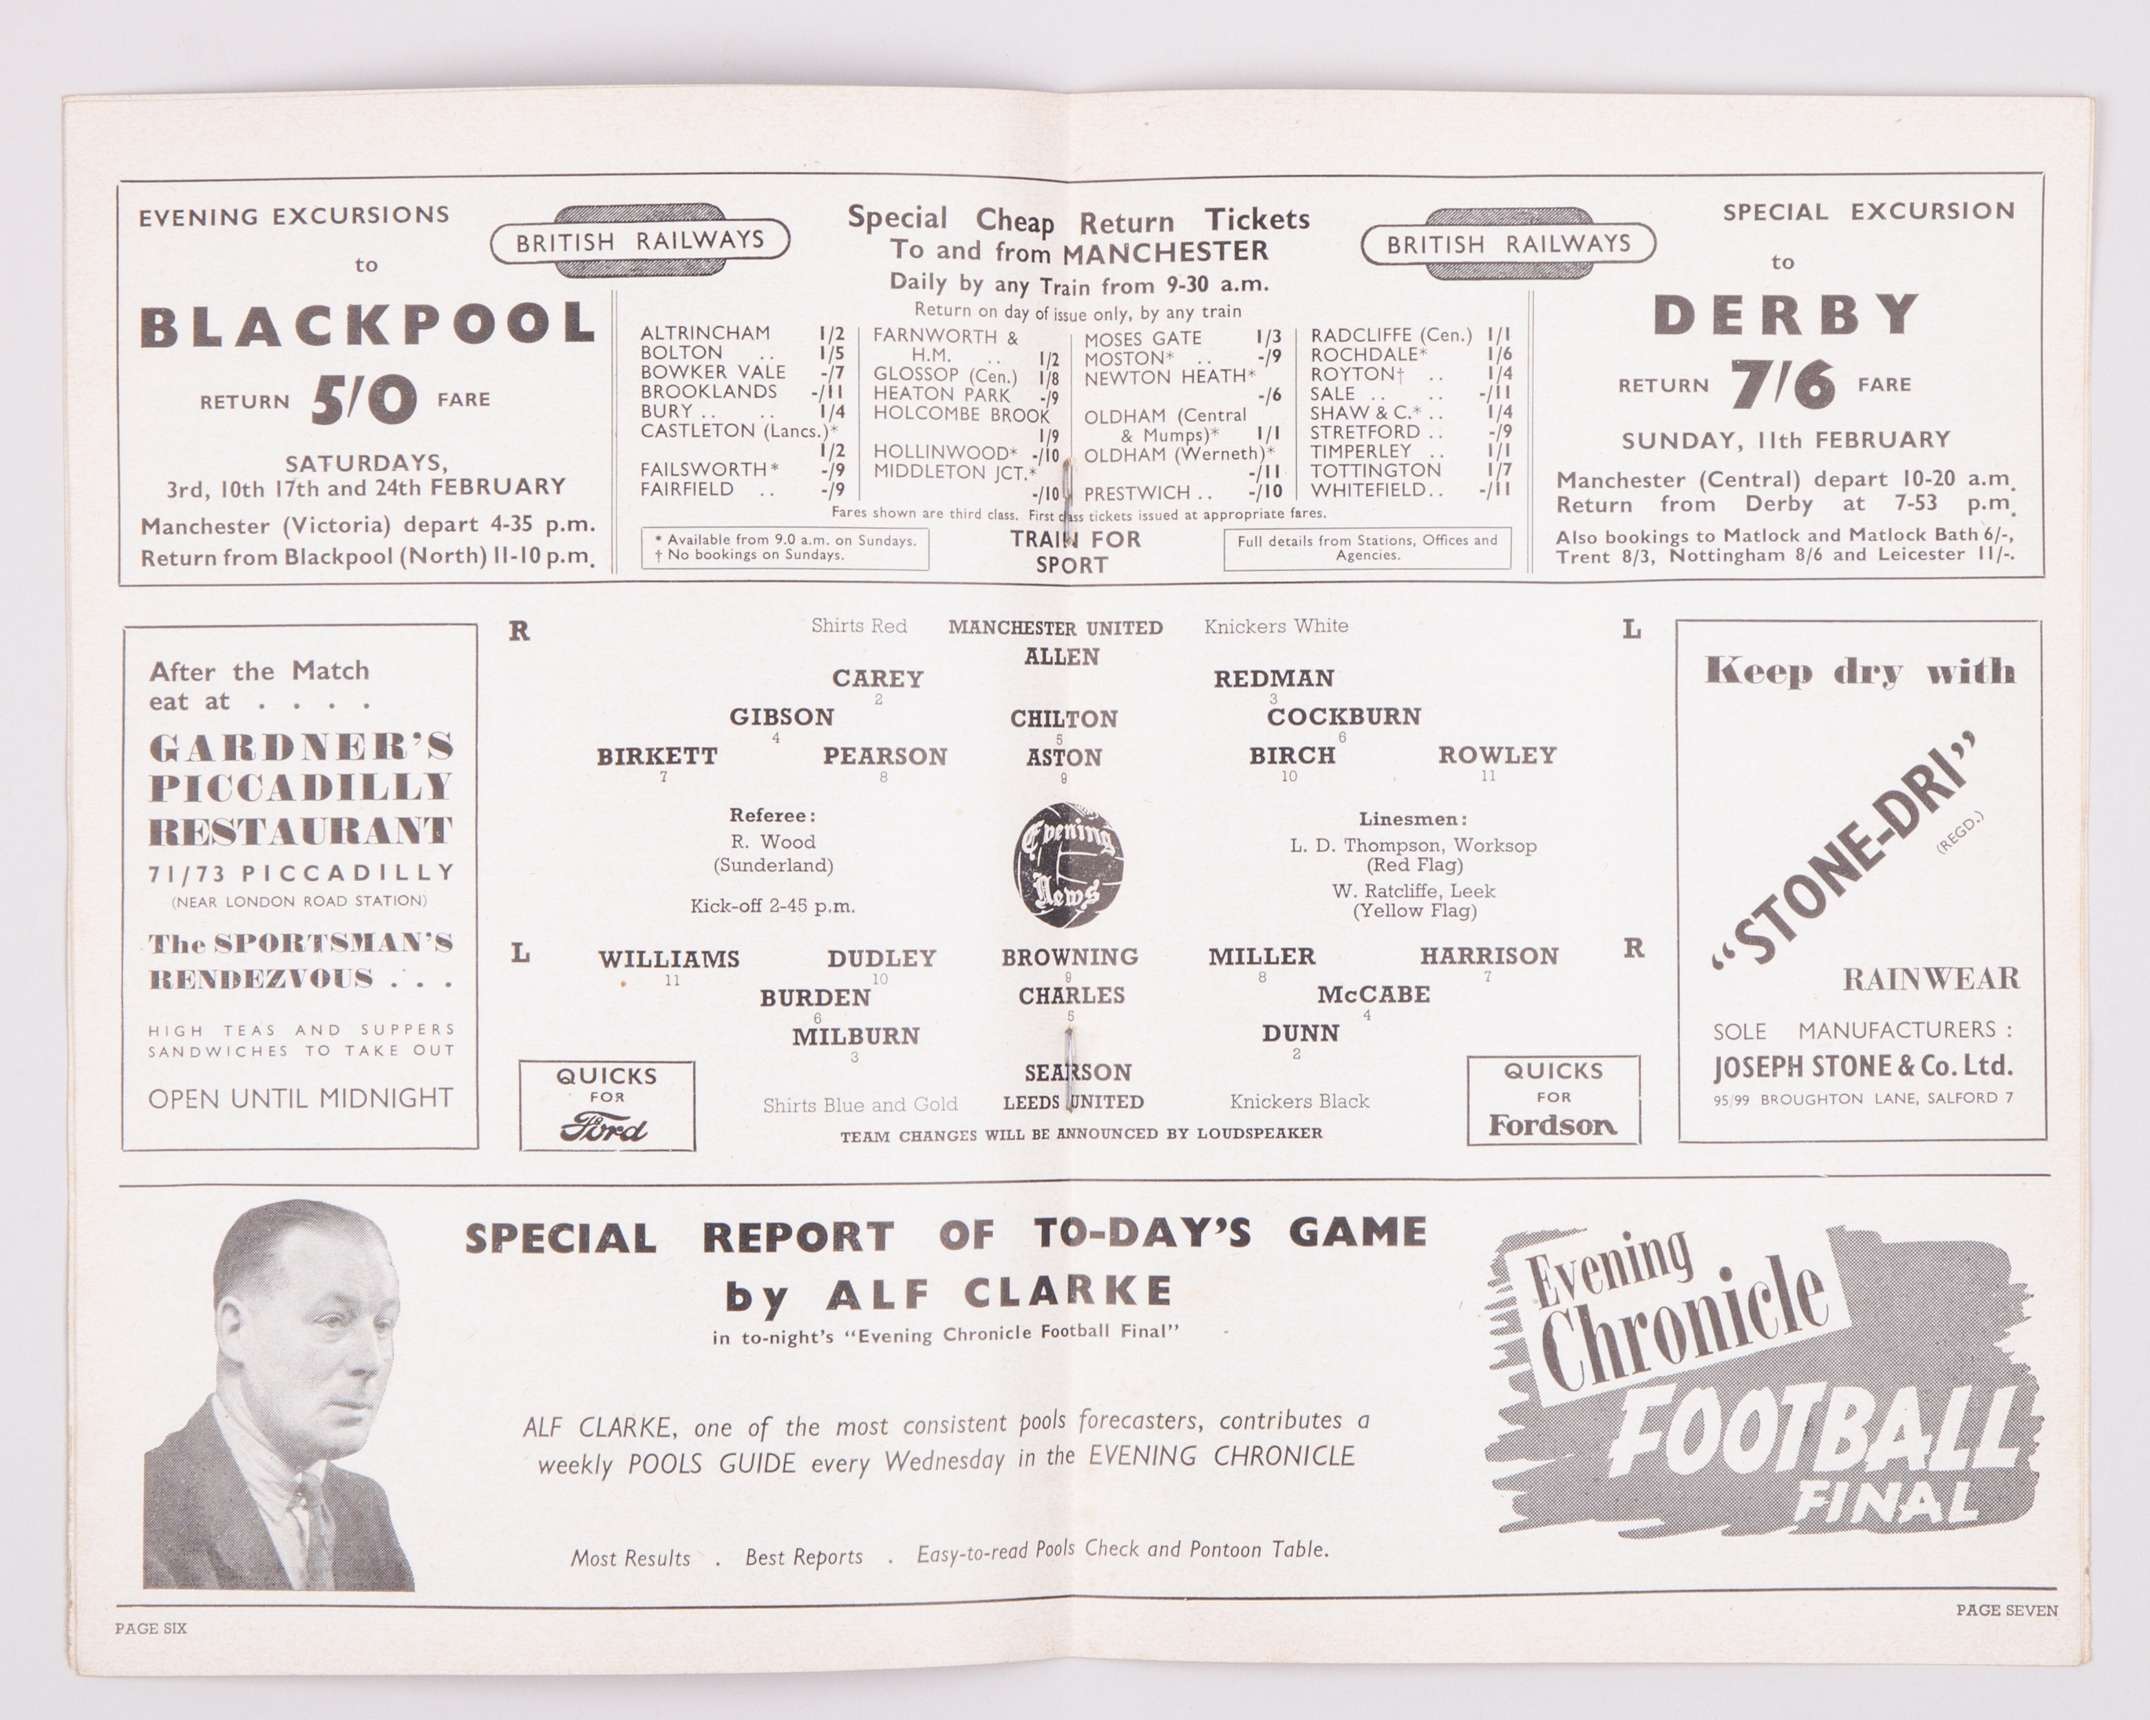 EVENING EXCURSIONS
to
BLACKPOOL
RETURN 5/0 FARE
SATURDAYS,
3rd, 10th 17th and 24th FEBRUARY
Manchester (Victoria) depart 4-35 p.m.
Return from Blackpool (North) 11-10 p.m.
BRITISH RAILWAYS
Special Cheap Return Tickets
To and from MANCHESTER
Daily by any Train from 9-30 a.m.
Return on day of issue only, by any train
ALTRINCHAM 1/2
BOLTON .. 1/5
BOWKER VALE -/7
BROOKLANDS -/11
BURY .. .. 1/4
CASTLETON (Lancs.)*
1/2
FAILSWORTH* -/9
FAIRFIELD .. -/9
FARNWORTH &
H.M. .. 1/2
GLOSSOP (Cen.) 1/8
HEATON PARK -/9
HOLCOMBE BROOK
1/9
HOLLINWOOD* -/10
MIDDLETON JCT.*
-/10
MOSES GATE 1/3
MOSTON* .. -/9
NEWTON HEATH*
-/6
OLDHAM (Central
& Mumps)* 1/1
OLDHAM (Werneth)*
-/11
PRESTWICH .. -/10
RADCLIFFE (Cen.) 1/1
ROCHDALE* 1/6
ROYTON† .. 1/4
SALE .. .. -/11
SHAW & C.* .. 1/4
STRETFORD .. -/9
TIMPERLEY .. 1/1
TOTTINGTON 1/7
WHITEFIELD .. -/11
Fares shown are third class. First class tickets issued at appropriate fares.
* Available from 9.0 a.m. on Sundays.
† No bookings on Sundays.
TRAIN FOR
SPORT
Full details from Stations, Offices and
Agencies.
BRITISH RAILWAYS
SPECIAL EXCURSION
to
DERBY
RETURN 7/6 FARE
SUNDAY, 11th FEBRUARY
Manchester (Central) depart 10-20 a.m.
Return from Derby at 7-53 p.m.
Also bookings to Matlock and Matlock Bath 6/-,
Trent 8/3, Nottingham 8/6 and Leicester 11/-.
After the Match
eat at . . . .
GARDNER'S
PICCADILLY
RESTAURANT
71/73 PICCADILLY
(NEAR LONDON ROAD STATION)
The SPORTSMAN'S
RENDEZVOUS . . .
HIGH TEAS AND SUPPERS
SANDWICHES TO TAKE OUT
OPEN UNTIL MIDNIGHT
R Shirts Red MANCHESTER UNITED Knickers White L
ALLEN
CAREY REDMAN
2 3
GIBSON CHILTON COCKBURN
4 5 6
BIRKETT PEARSON ASTON BIRCH ROWLEY
7 8 9 10 11
Referee:
R. Wood
(Sunderland)
Kick-off 2-45 p.m.
Evening
News
Linesmen:
L. D. Thompson, Worksop
(Red Flag)
W. Ratcliffe, Leek
(Yellow Flag)
L WILLIAMS DUDLEY BROWNING MILLER HARRISON R
11 10 9 8 7
BURDEN CHARLES McCABE
6 5 4
MILBURN DUNN
3 2
SEARSON
Shirts Blue and Gold LEEDS UNITED Knickers Black
TEAM CHANGES WILL BE ANNOUNCED BY LOUDSPEAKER
QUICKS
FOR
Ford
QUICKS
FOR
Fordson
Keep dry with
"STONE-DRI"
(REGD.)
RAINWEAR
SOLE MANUFACTURERS :
JOSEPH STONE & Co. Ltd.
95/99 BROUGHTON LANE, SALFORD 7
SPECIAL REPORT OF TO-DAY'S GAME
by ALF CLARKE
in to-night's "Evening Chronicle Football Final"
ALF CLARKE, one of the most consistent pools forecasters, contributes a
weekly POOLS GUIDE every Wednesday in the EVENING CHRONICLE
Most Results . Best Reports . Easy-to-read Pools Check and Pontoon Table.
Evening
Chronicle
FOOTBALL
FINAL
PAGE SIX
PAGE SEVEN